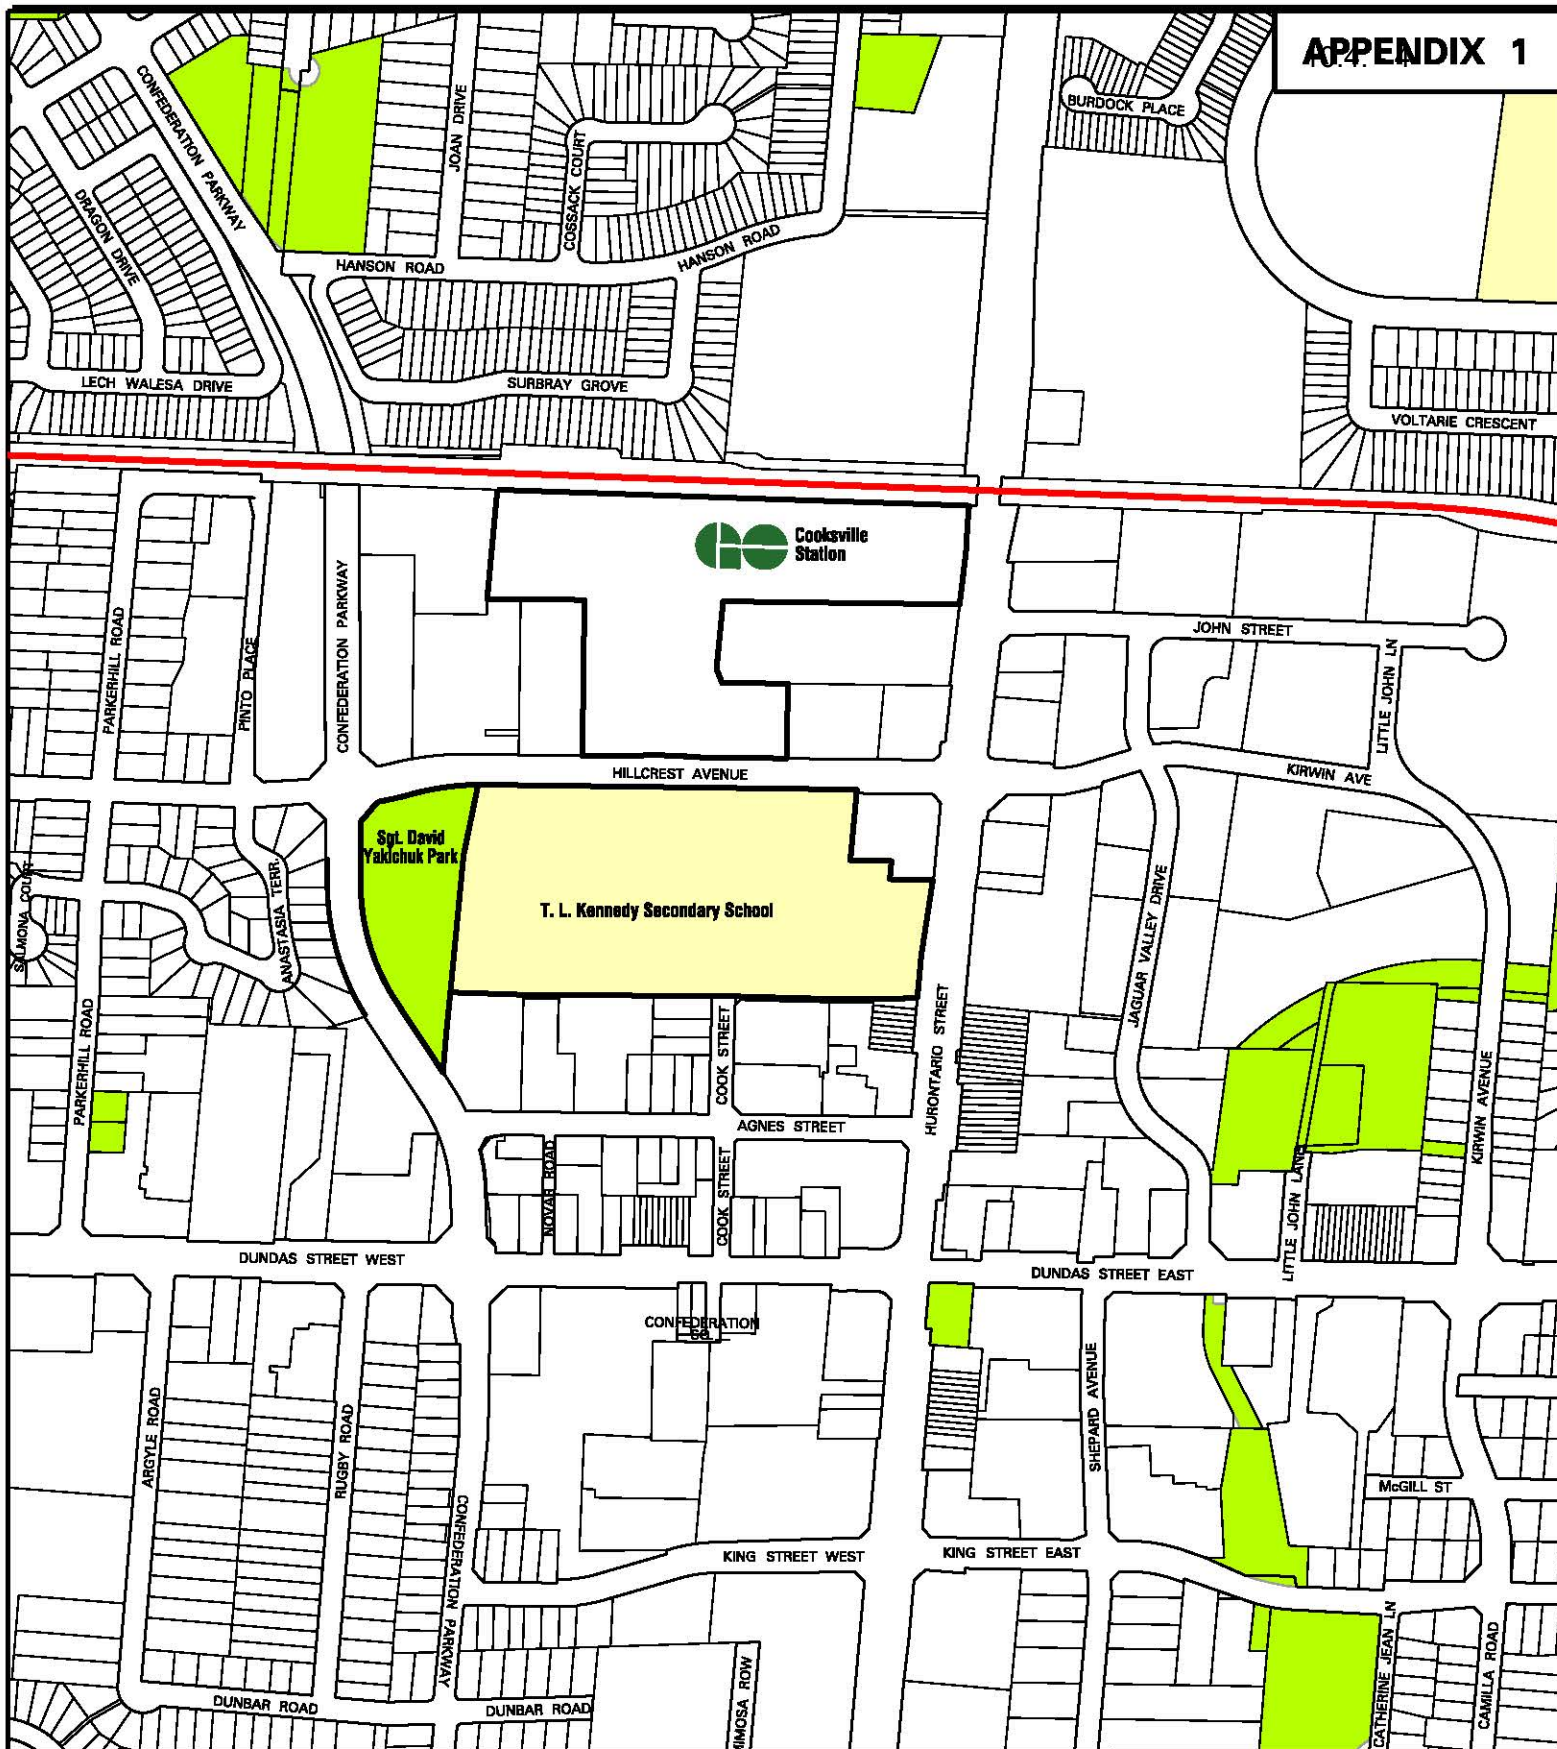 APPENDIX 1
CONFEDERATION PARKWAY
JOAN DRIVE
COSSACK COURT
BURDOCK PLACE
DRAGON DRIVE
HANSON ROAD
HANSON ROAD
LECH WALESA DRIVE
SURBRAY GROVE
VOLTARIE CRESCENT
GO
Cooksville
Station
PARKERHILL ROAD
PINTO PLACE
CONFEDERATION PARKWAY
JOHN STREET
LITTLE JOHN LN
HILLCREST AVENUE
KIRWIN AVE
Sgt. David
Yakichuk Park
T. L. Kennedy Secondary School
SALMONA COURT
ANASTASIA TERR.
JAGUAR VALLEY DRIVE
PARKERHILL ROAD
COOK STREET
HURONTARIO STREET
KIRWIN AVENUE
AGNES STREET
NOVAR ROAD
COOK STREET
LITTLE JOHN LANE
DUNDAS STREET WEST
DUNDAS STREET EAST
CONFEDERATION
SQ.
ARGYLE ROAD
RUGBY ROAD
SHEPARD AVENUE
McGILL ST
CONFEDERATION PARKWAY
KING STREET WEST
KING STREET EAST
DUNBAR ROAD
DUNBAR ROAD
MIMOSA ROW
CATHERINE JEAN LN
CAMILLA ROAD